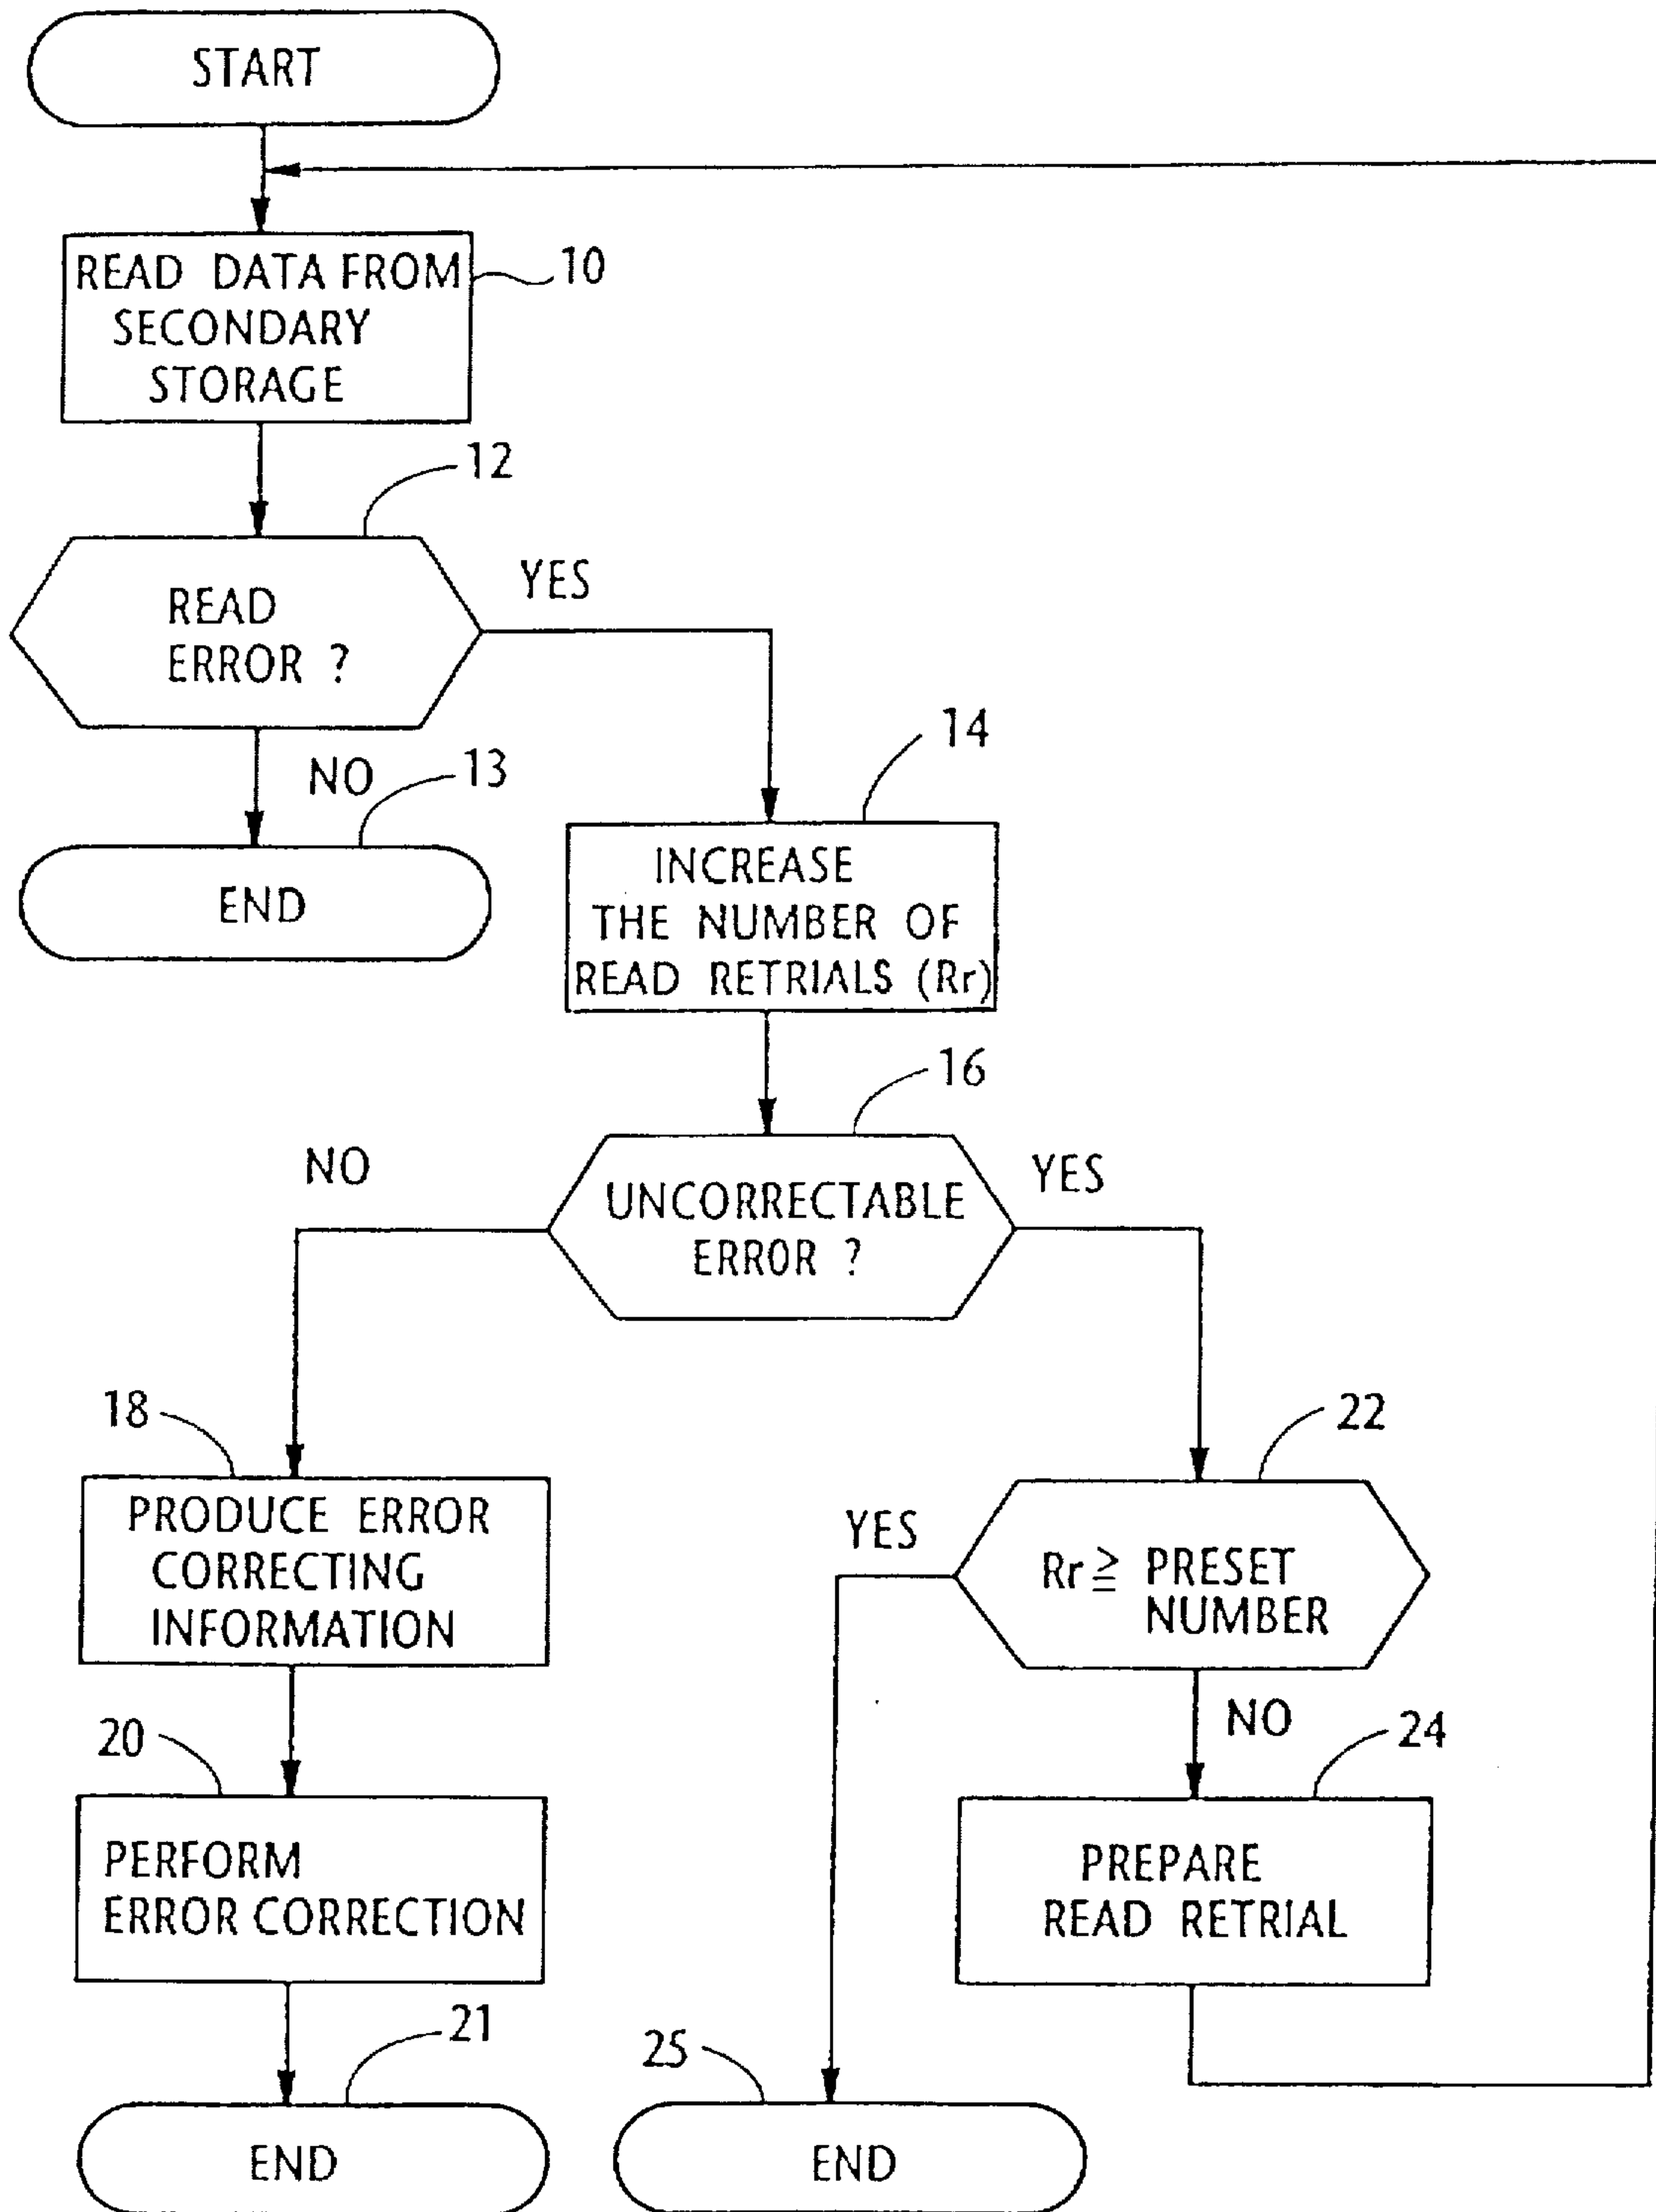 START
READ DATA FROM
SECONDARY
STORAGE
10
12
READ
ERROR ?
YES
NO
13
END
14
INCREASE
THE NUMBER OF
READ RETRIALS (Rr)
16
NO
UNCORRECTABLE
ERROR ?
YES
18
PRODUCE ERROR
CORRECTING
INFORMATION
22
YES
Rr ≧ PRESET
NUMBER
NO
20
PERFORM
ERROR CORRECTION
24
PREPARE
READ RETRIAL
21
END
25
END